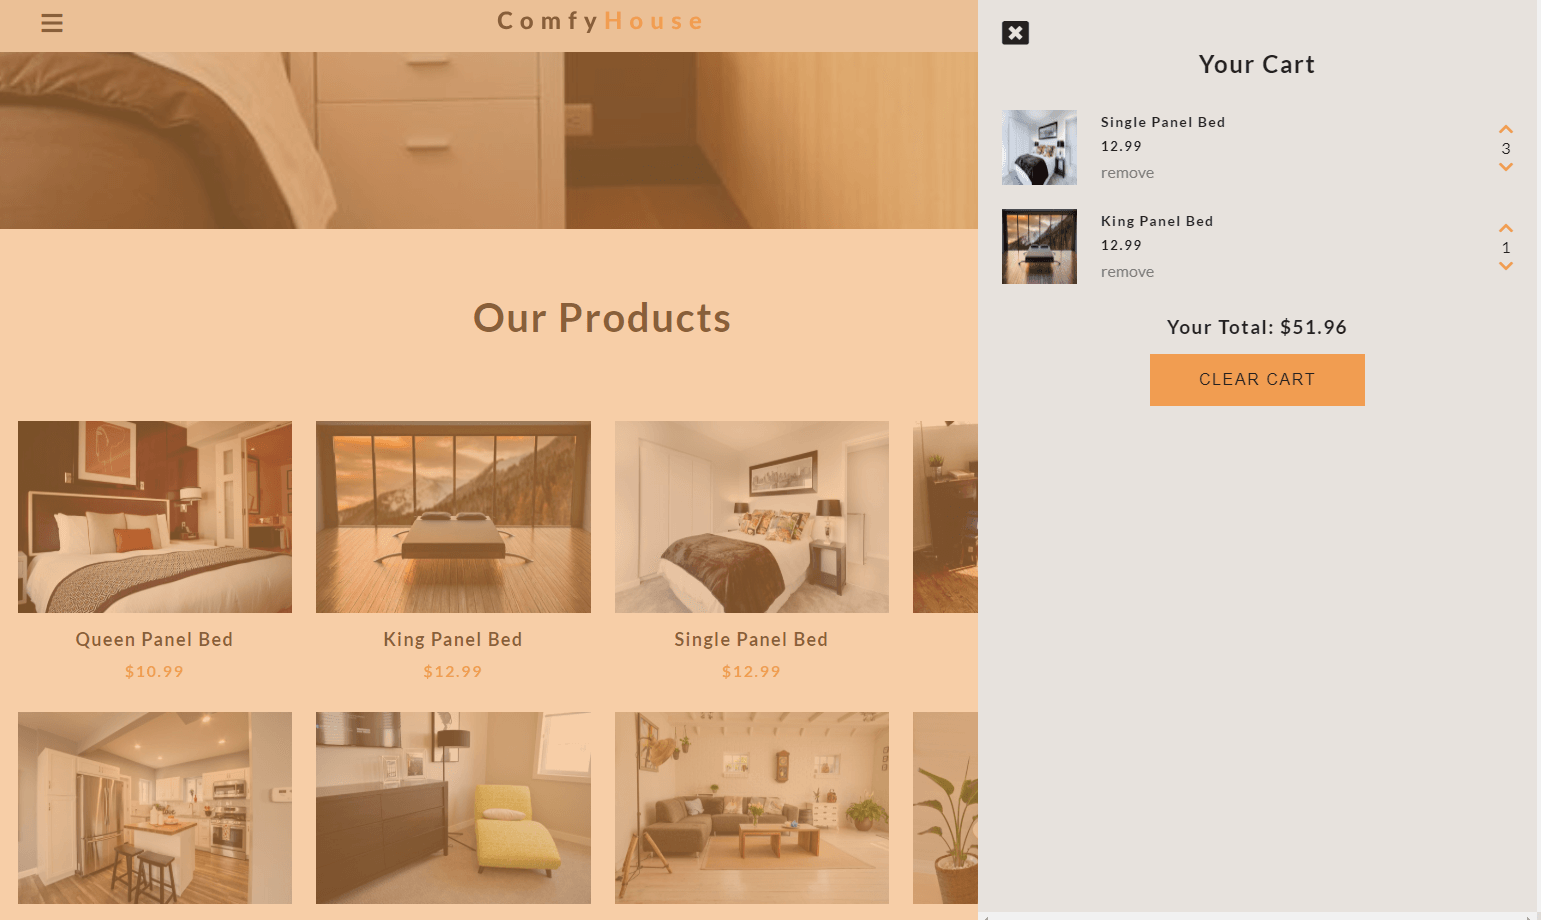 ComfyHouse
Our Products
Queen Panel Bed
$10.99
King Panel Bed
$12.99
Single Panel Bed
$12.99
Your Cart
Single Panel Bed
12.99
remove
3
King Panel Bed
12.99
remove
1
Your Total: $51.96
CLEAR CART